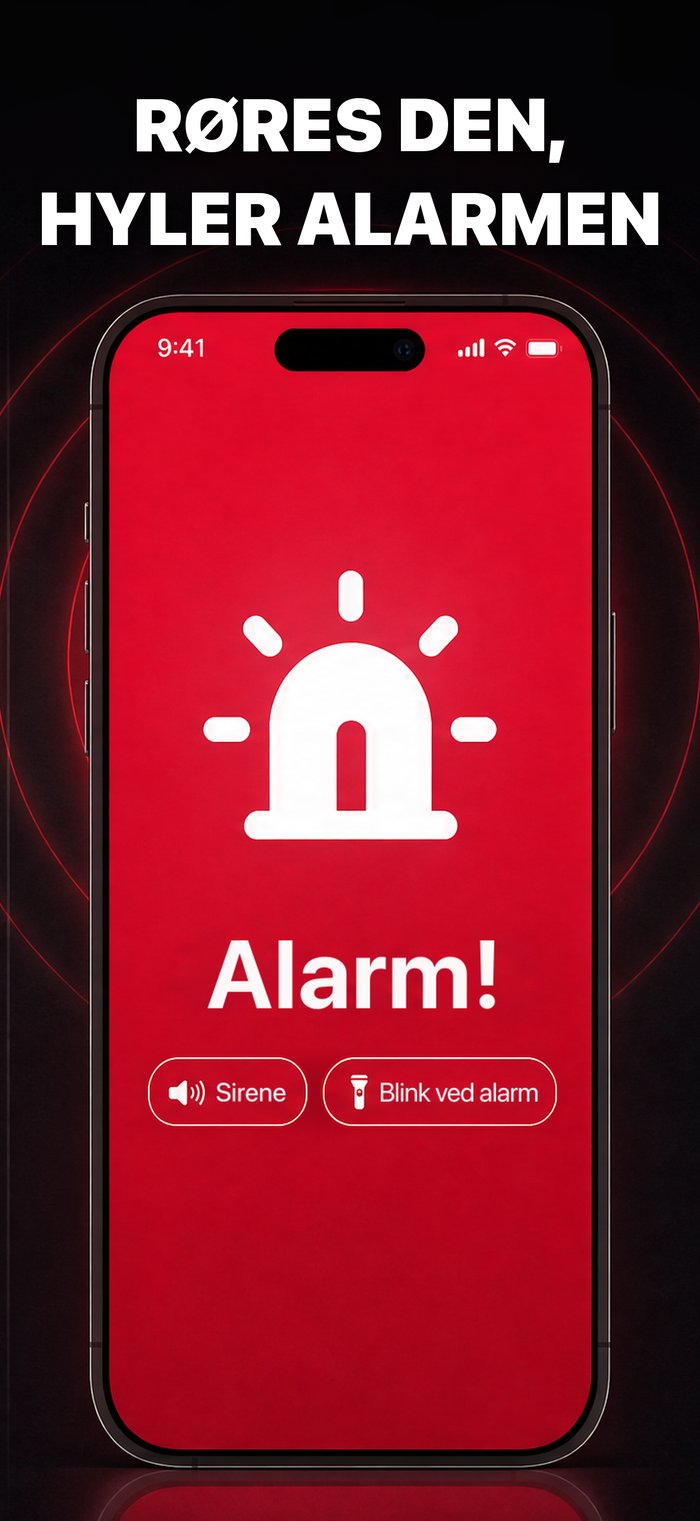 RØRES DEN,
HYLER ALARMEN
9:41
Alarm!
Sirene
Blink ved alarm